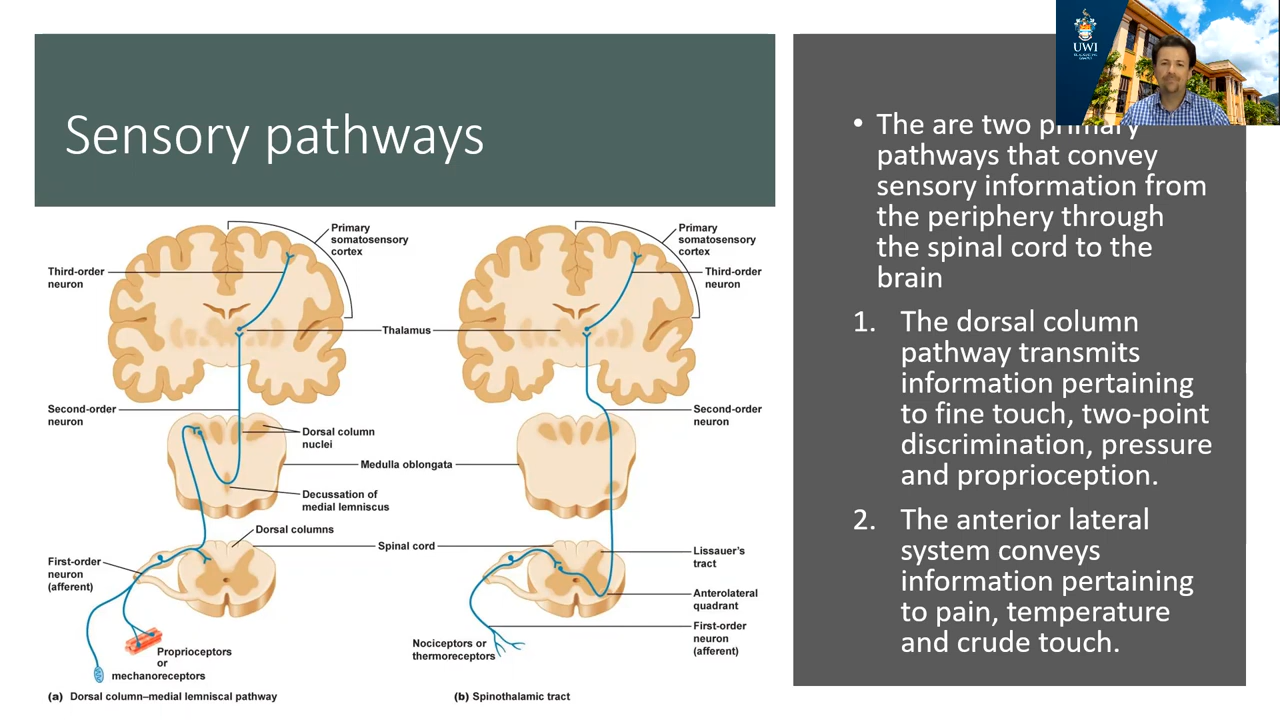 Sensory pathways
UWI
• The are two primary
pathways that convey
sensory information from
the periphery through
the spinal cord to the
brain
1. The dorsal column
pathway transmits
information pertaining
to fine touch, two-point
discrimination, pressure
and proprioception.
2. The anterior lateral
system conveys
information pertaining
to pain, temperature
and crude touch.
Primary
somatosensory
cortex
Third-order
neuron
Thalamus
Second-order
neuron
Dorsal column
nuclei
Medulla oblongata
Decussation of
medial lemniscus
Dorsal columns
Spinal cord
First-order
neuron
(afferent)
Proprioceptors
or
mechanoreceptors
(a) Dorsal column–medial lemniscal pathway
Primary
somatosensory
cortex
Third-order
neuron
Second-order
neuron
Lissauer's
tract
Anterolateral
quadrant
First-order
neuron
(afferent)
Nociceptors or
thermoreceptors
(b) Spinothalamic tract